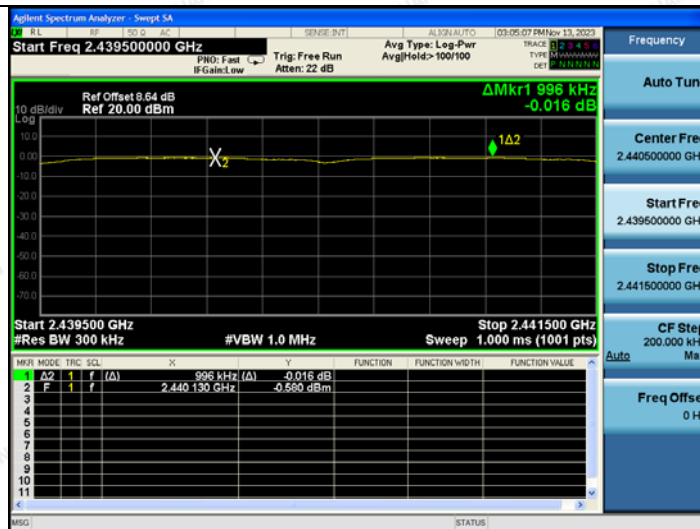 Agilent Spectrum Analyzer - Swept SA
RL RF 50 Ω AC SENSE:INT ALIGNAUTO 03:05:07 PM Nov 13, 2023
Start Freq 2.439500000 GHz
PNO: Fast
IFGain:Low
Trig: Free Run
Atten: 22 dB
Avg Type: Log-Pwr
Avg|Hold:> 100/100
TRACE 1 2 3 4 5 6
TYPE
DET P N N N N N
Ref Offset 8.64 dB
Ref 20.00 dBm
ΔMkr1 996 kHz
-0.016 dB
10 dB/div
Log
10.0
0.00
-10.0
-20.0
-30.0
-40.0
-50.0
-60.0
-70.0
X2
1Δ2
Start 2.439500 GHz
Stop 2.441500 GHz
#Res BW 300 kHz
#VBW 1.0 MHz
Sweep 1.000 ms (1001 pts)
MKR MODE TRC SCL X Y FUNCTION FUNCTION WIDTH FUNCTION VALUE
1 Δ2 1 f (Δ) 996 kHz (Δ) -0.016 dB
2 F 1 f 2.440 130 GHz -0.580 dBm
3
4
5
6
7
8
9
10
11
MSG
STATUS
Frequency
Auto Tun
Center Fre
2.440500000 GH
Start Fre
2.439500000 GH
Stop Fre
2.441500000 GH
CF Step
200.000 kH
Auto Ma
Freq Offse
0 H